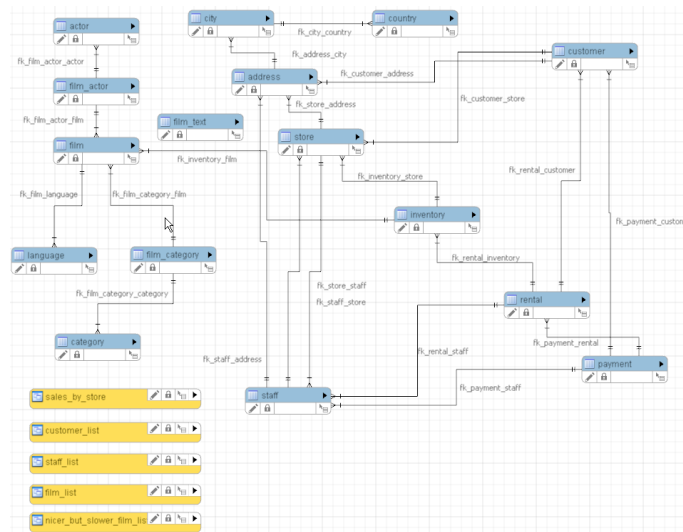 city
country
actor
fk_city_country
customer
fk_address_city
fk_film_actor_actor
address
fk_customer_address
film_actor
fk_customer_store
fk_store_address
fk_film_actor_film
film_text
store
film
fk_inventory_film
fk_rental_customer
fk_inventory_store
fk_film_language
fk_film_category_film
inventory
fk_payment_custom
language
film_category
fk_rental_inventory
fk_store_staff
fk_film_category_category
fk_staff_store
rental
category
fk_payment_rental
fk_rental_staff
fk_staff_address
payment
fk_payment_staff
staff
sales_by_store
customer_list
staff_list
film_list
nicer_but_slower_film_lis